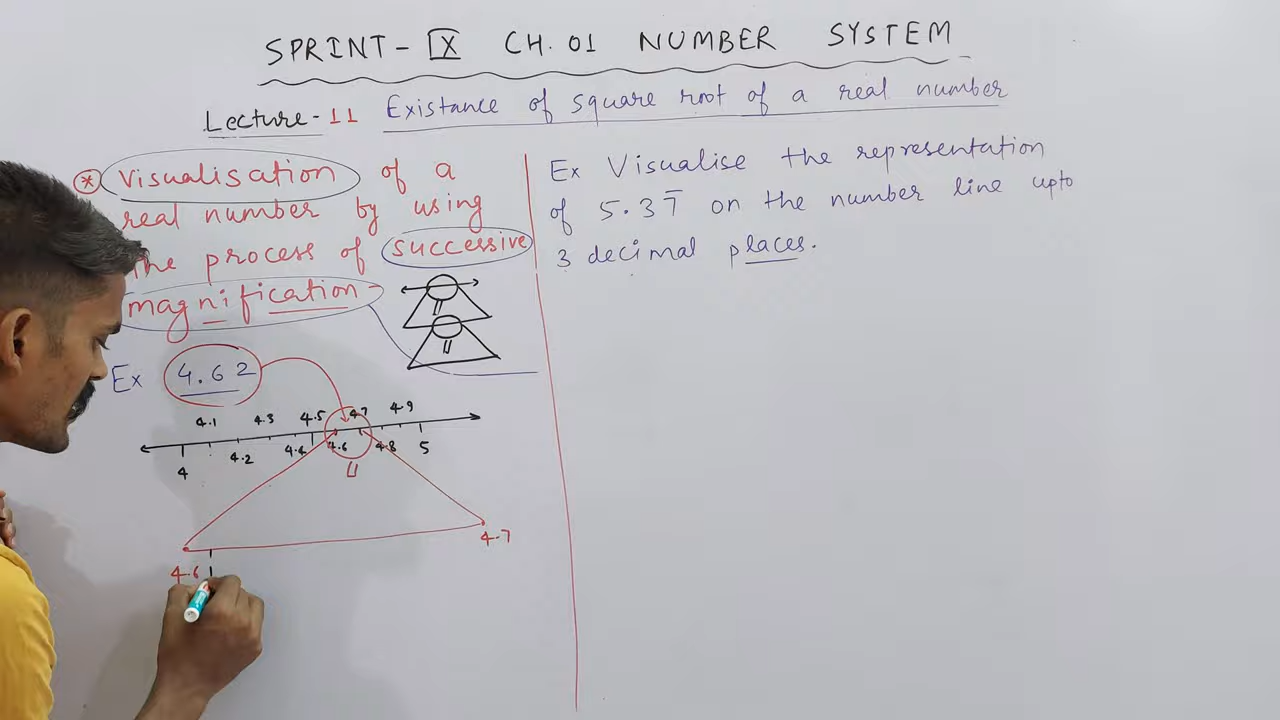 SPRINT - IX CH. 01 NUMBER SYSTEM
Lecture - 11 Existance of square root of a real number
* Visualisation of a
real number by using
the process of successive
magnification -
Ex 4.62
4.1 4.3 4.5 4.7 4.9
4 4.2 4.4 4.6 4.8 5
4.6 4.7
Ex Visualise the representation
of 5.37̅ on the number line upto
3 decimal places.